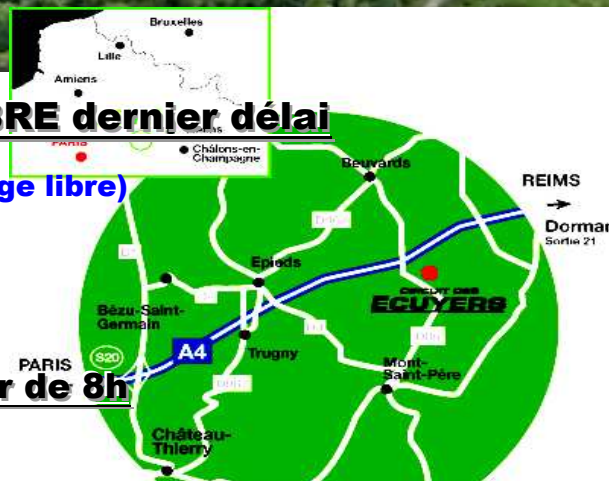 Bruxelles
Lille
Amiens
BRE dernier délai
PARIS
Châlons-en-
Champagne
ge libre)
Beuvards
REIMS
Dorman
Sortie 21
Epieds
CIRCUIT DES
ECUYERS
Bézu-Saint-
Germain
A4
Trugny
PARIS
S20
Mont-
Saint-Père
r de 8h
Château-
Thierry